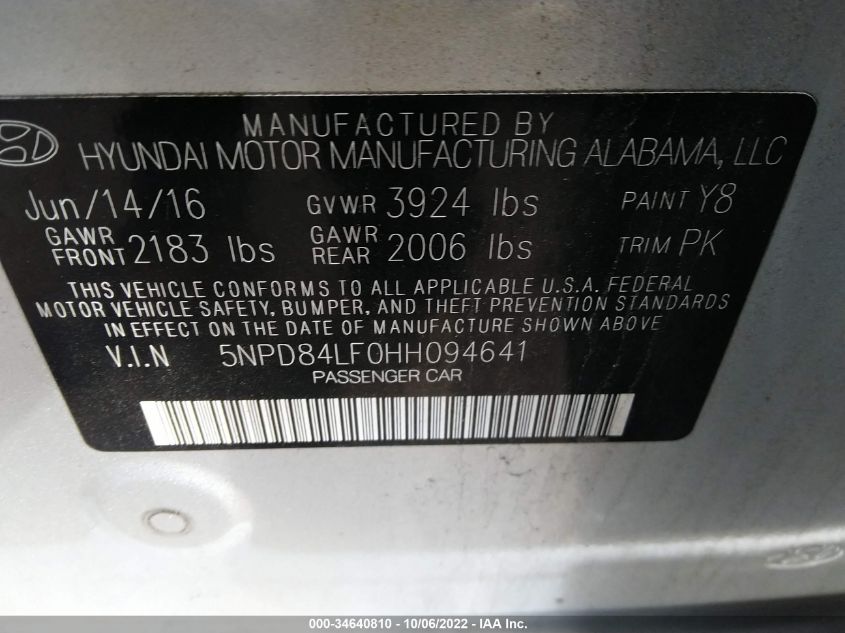 MANUFACTURED BY
HYUNDAI MOTOR MANUFACTURING ALABAMA, LLC
Jun/14/16 GVWR 3924 lbs PAINT Y8
GAWR FRONT 2183 lbs GAWR REAR 2006 lbs TRIM PK
THIS VEHICLE CONFORMS TO ALL APPLICABLE U.S.A. FEDERAL
MOTOR VEHICLE SAFETY, BUMPER, AND THEFT PREVENTION STANDARDS
IN EFFECT ON THE DATE OF MANUFACTURE SHOWN ABOVE
V.I.N 5NPD84LF0HH094641
PASSENGER CAR
000-34640810 - 10/06/2022 - IAA Inc.